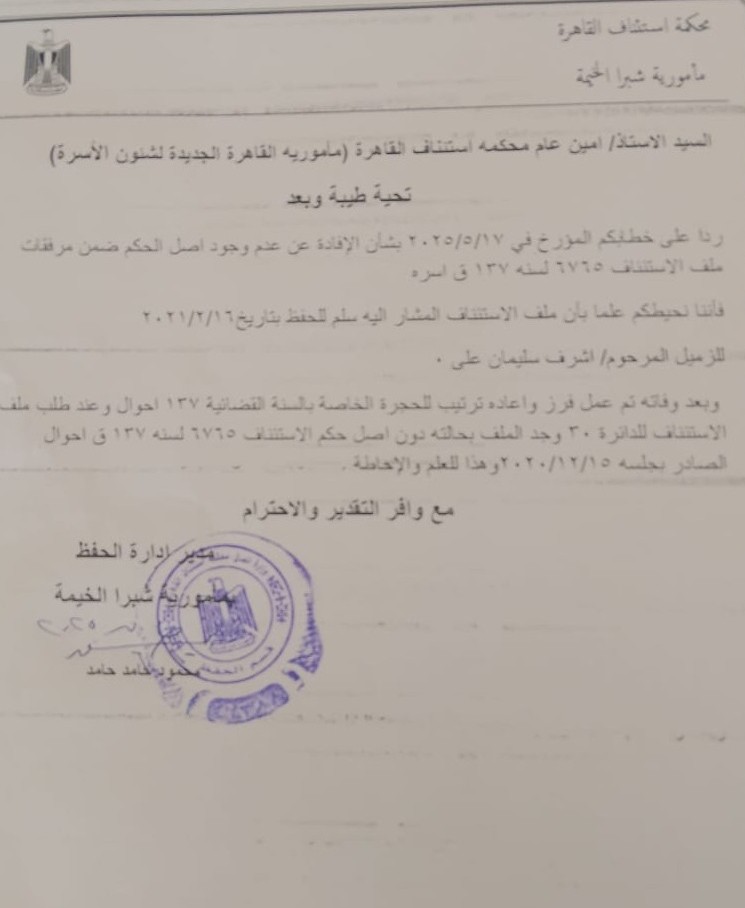 محكمة استئناف القاهرة
مأمورية شبرا الخيمة
السيد الاستاذ/ امين عام محكمه استئناف القاهرة (مأموريه القاهرة الجديدة لشئون الأسرة)
تحية طيبة وبعد
ردا على خطابكم المؤرخ في ٢٠٢٥/٥/١٧ بشأن الإفادة عن عدم وجود اصل الحكم ضمن مرفقات
ملف الاستئناف ٦٧٦٥ لسنه ١٣٧ ق اسره
فأننا نحيطكم علما بأن ملف الاستئناف المشار اليه سلم للحفظ بتاريخ٢٠٢١/٢/١٦
للزميل المرحوم/ اشرف سليمان على .
وبعد وفاته تم عمل فرز واعاده ترتيب للحجرة الخاصة بالسنة القضائية ١٣٧ احوال وعند طلب ملف
الاستئناف للدائرة ٣٠ وجد الملف بحالته دون اصل حكم الاستئناف ٦٧٦٥ لسنه ١٣٧ ق احوال
الصادر بجلسه ٢٠٢٠/١٢/١٥وهذا للعلم والإحاطة .
مع وافر التقدير والاحترام
مدير ادارة الحفظ
بمأمورية شبرا الخيمة
محمود حامد حامد
قسم الحفظ